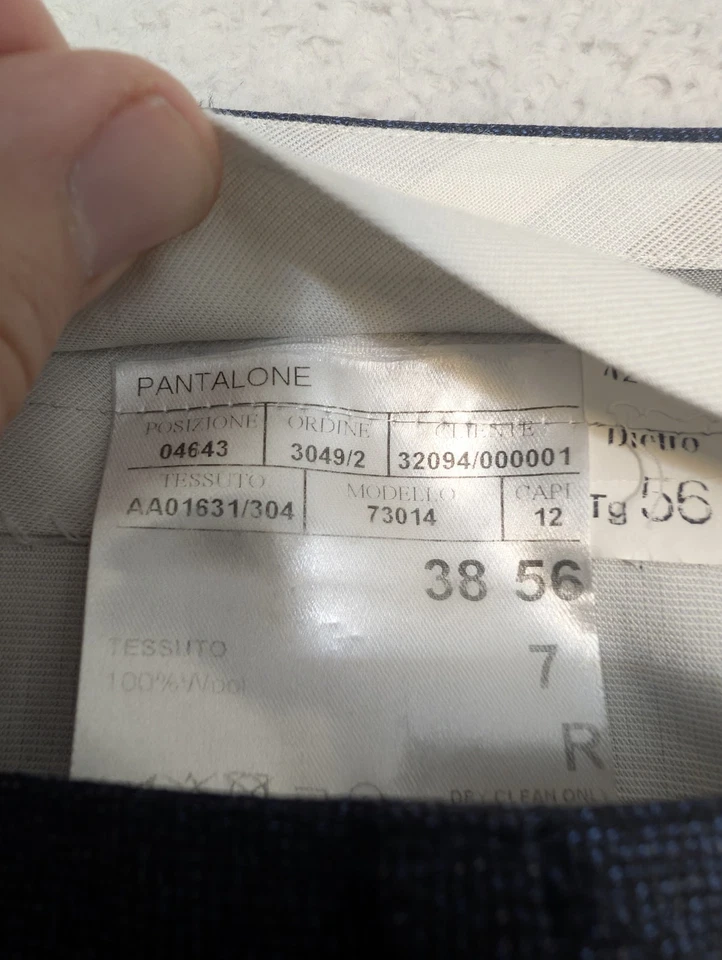 PANTALONE
POSIZIONE ORDINE CLIENTE
04643 3049/2 32094/000001
TESSUTO MODELLO CAPI
AA01631/304 73014 12
38 56
TESSUTO 7
100%Wool
R
DRY CLEAN ONLY
Dietro
Tg 56